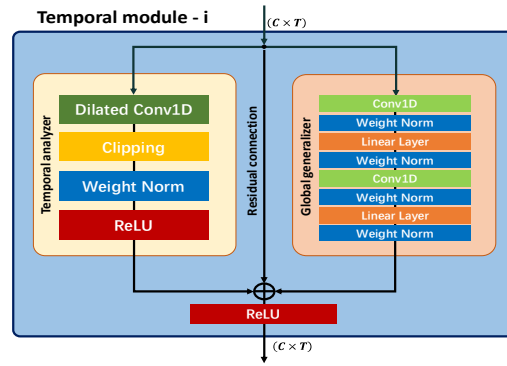 Temporal module - i
(C × T)
Temporal analyzer
Dilated Conv1D
Clipping
Weight Norm
ReLU
Residual connection
Global generalizer
Conv1D
Weight Norm
Linear Layer
Weight Norm
Conv1D
Weight Norm
Linear Layer
Weight Norm
ReLU
(C × T)